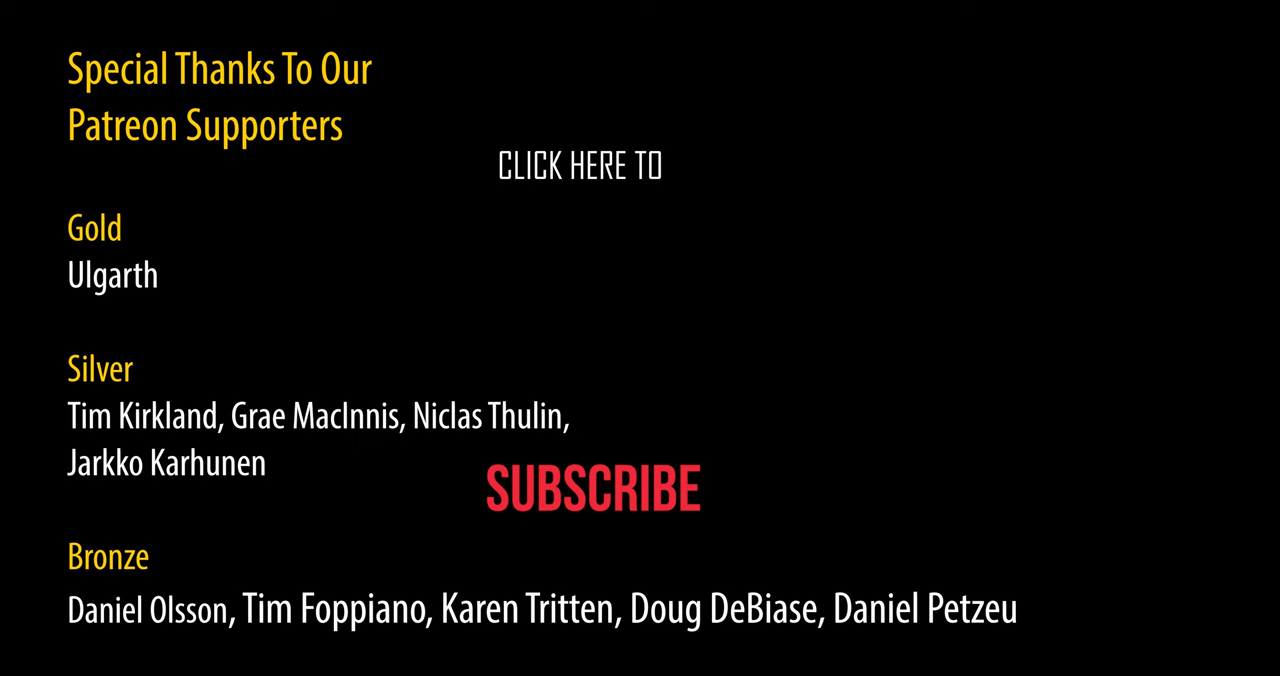 Special Thanks To Our
Patreon Supporters
CLICK HERE TO
Gold
Ulgarth
Silver
Tim Kirkland, Grae MacInnis, Niclas Thulin,
Jarkko Karhunen
SUBSCRIBE
Bronze
Daniel Olsson, Tim Foppiano, Karen Tritten, Doug DeBiase, Daniel Petzeu